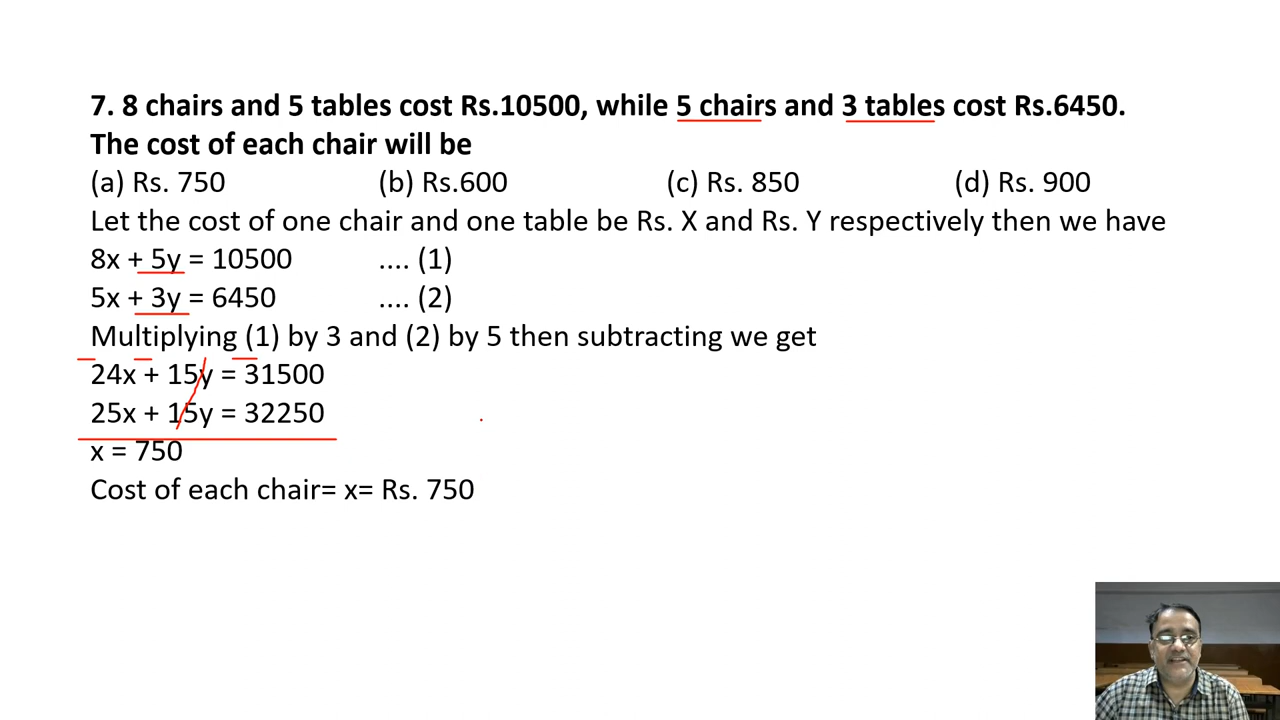 7. 8 chairs and 5 tables cost Rs.10500, while 5 chairs and 3 tables cost Rs.6450.
The cost of each chair will be
(a) Rs. 750 (b) Rs.600 (c) Rs. 850 (d) Rs. 900
Let the cost of one chair and one table be Rs. X and Rs. Y respectively then we have
8x + 5y = 10500 .... (1)
5x + 3y = 6450 .... (2)
Multiplying (1) by 3 and (2) by 5 then subtracting we get
24x + 15y = 31500
25x + 15y = 32250
x = 750
Cost of each chair= x= Rs. 750